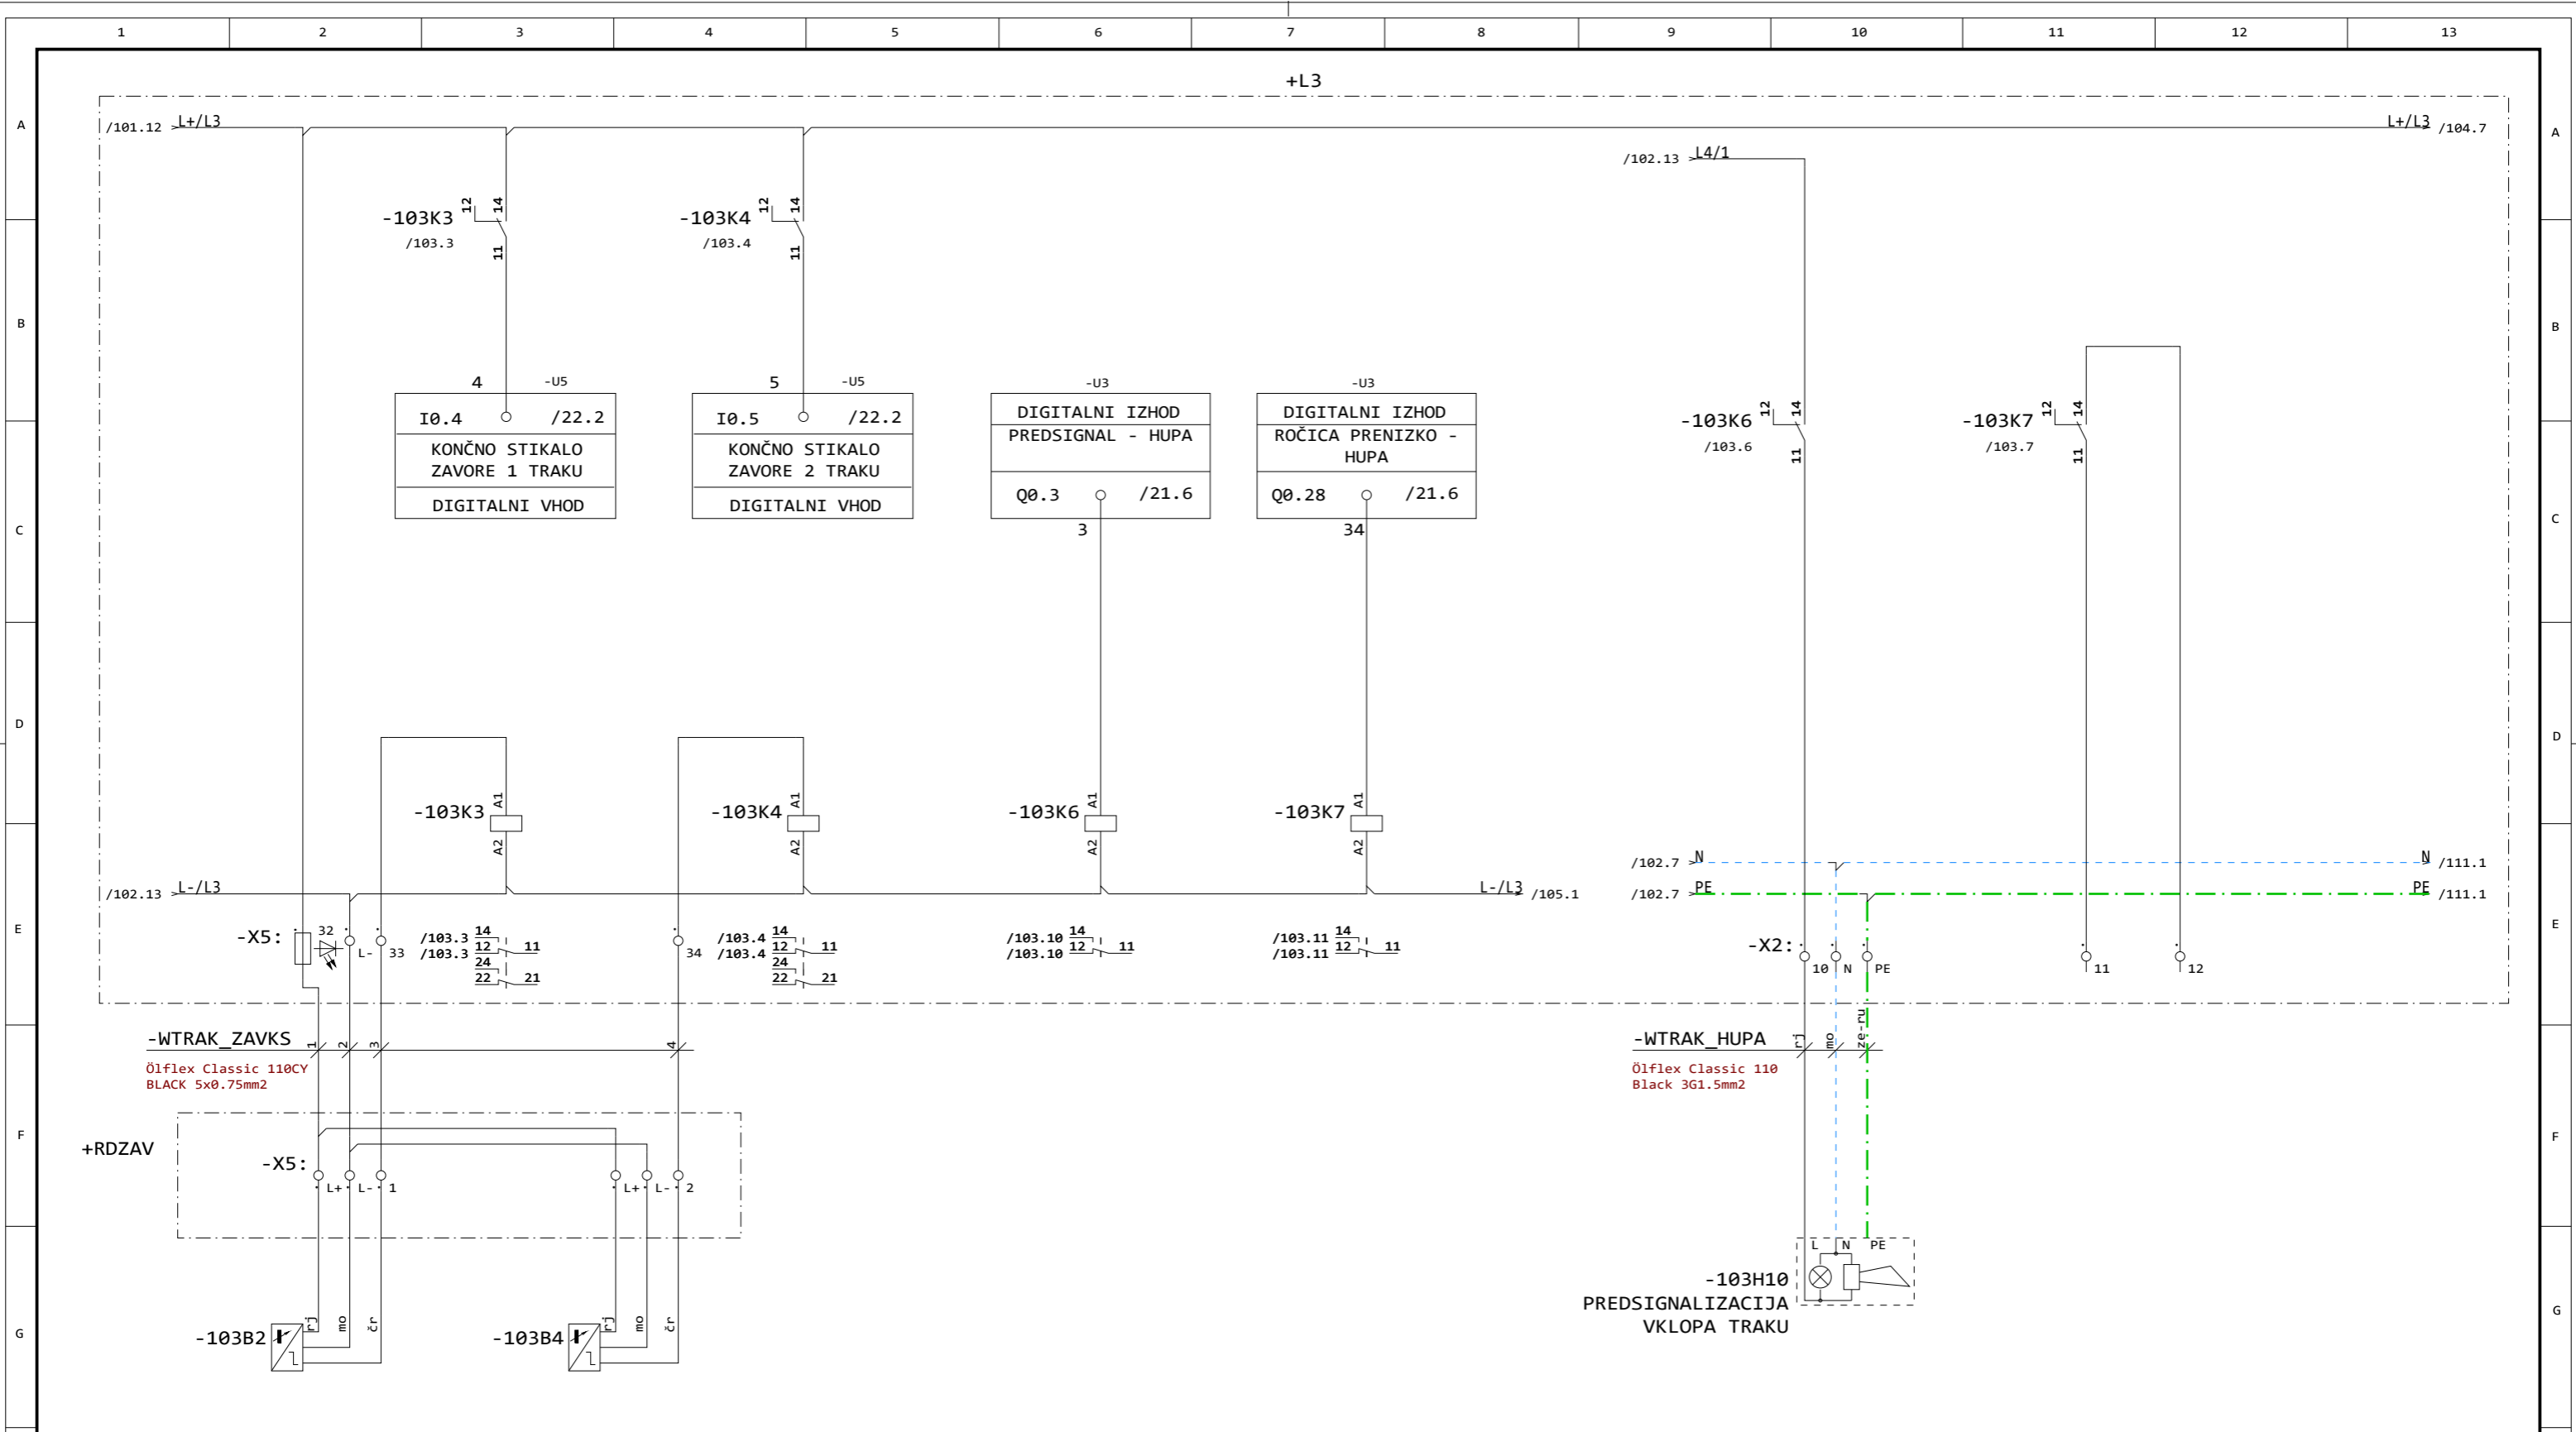 1 2 3 4 5 6 7 8 9 10 11 12 13
+L3
A A
/101.12 L+/L3 L+/L3 /104.7
/102.13 L4/1
-103K3 12 14
/103.3 11
-103K4 12 14
/103.4 11
B B
4 -U5
I0.4 /22.2
KONČNO STIKALO
ZAVORE 1 TRAKU
DIGITALNI VHOD
5 -U5
I0.5 /22.2
KONČNO STIKALO
ZAVORE 2 TRAKU
DIGITALNI VHOD
-U3
DIGITALNI IZHOD
PREDSIGNAL - HUPA
Q0.3 /21.6
3
-U3
DIGITALNI IZHOD
ROČICA PRENIZKO -
HUPA
Q0.28 /21.6
34
-103K6 12 14
/103.6 11
-103K7 12 14
/103.7 11
C C
D D
-103K3 A1
A2
-103K4 A1
A2
-103K6 A1
A2
-103K7 A1
A2
/102.7 N N /111.1
/102.13 L-/L3 L-/L3 /105.1
/102.7 PE PE /111.1
E E
-X5: 32 L- 33 34
/103.3 14
/103.3 12 11
24
22 21
/103.4 14
/103.4 12 11
24
22 21
/103.10 14
/103.10 12 11
/103.11 14
/103.11 12 11
-X2: 10 N PE 11 12
-WTRAK_ZAVKS 1 2 3 4
Ölflex Classic 110CY
BLACK 5x0.75mm2
-WTRAK_HUPA rj mo ze-ru
Ölflex Classic 110
Black 3G1.5mm2
F F
+RDZAV
-X5: L+ L- 1 L+ L- 2
L N PE
-103H10
PREDSIGNALIZACIJA
VKLOPA TRAKU
G G
-103B2 rj mo čr
-103B4 rj mo čr